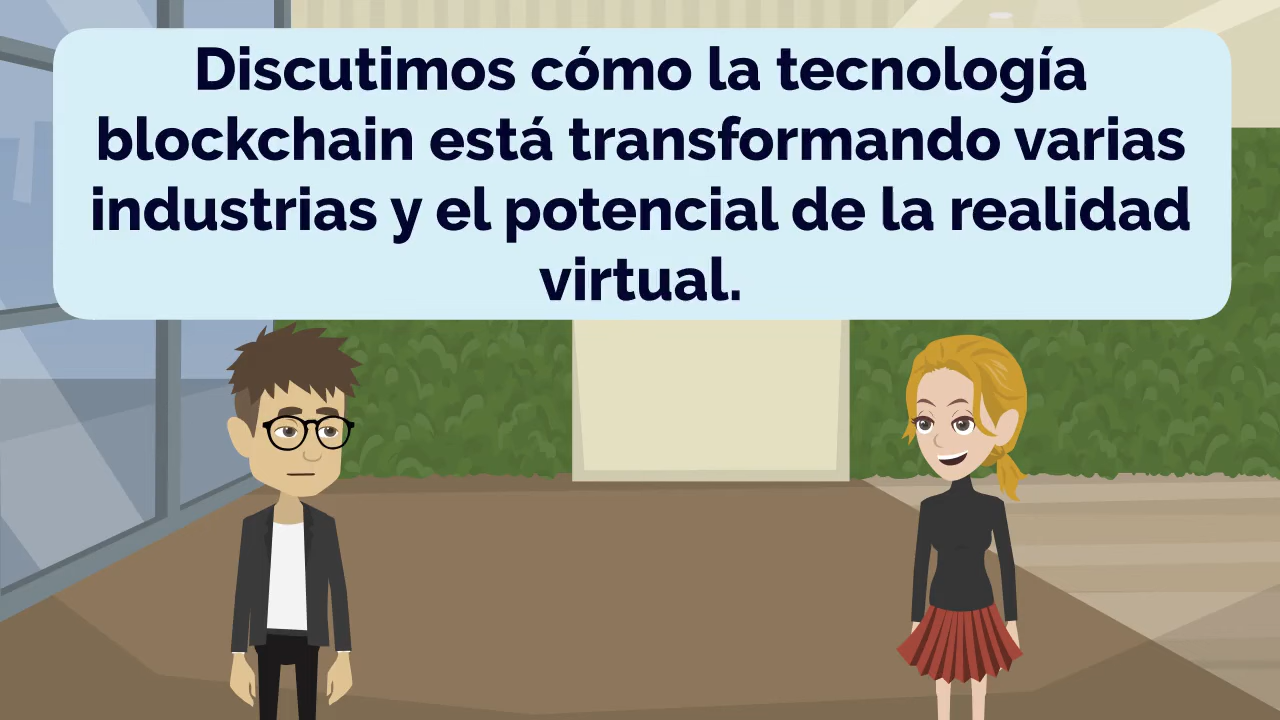 Discutimos cómo la tecnología
blockchain está transformando varias
industrias y el potencial de la realidad
virtual.